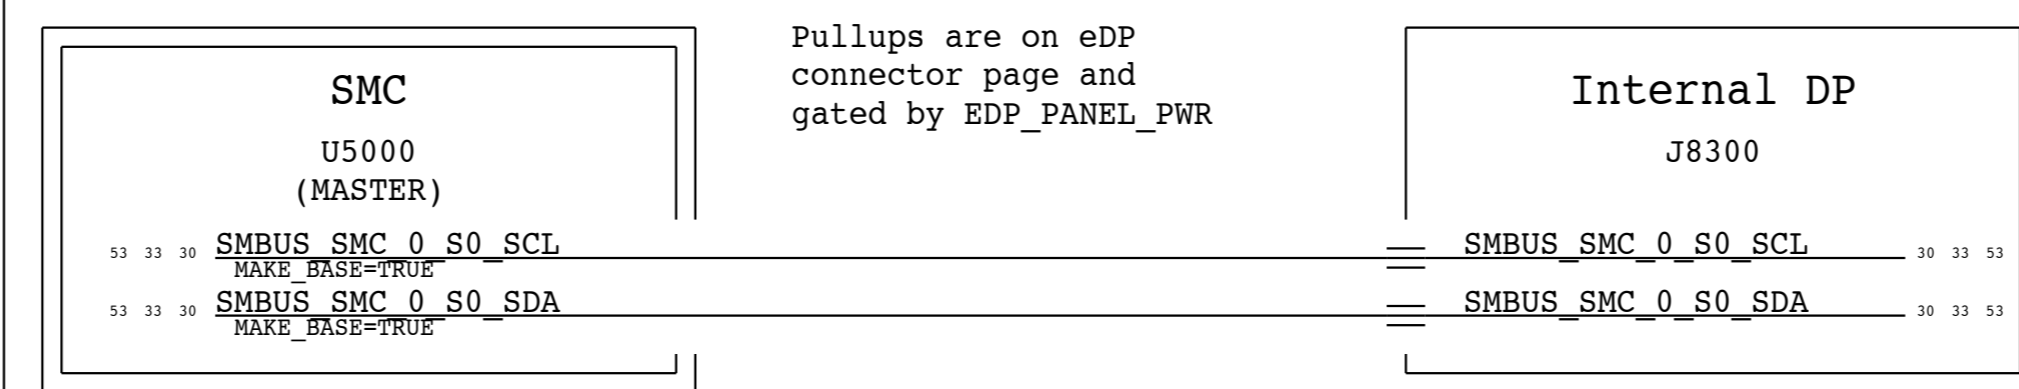 SMC
U5000
(MASTER)
Pullups are on eDP
connector page and
gated by EDP_PANEL_PWR
Internal DP
J8300
53 33 30 SMBUS_SMC_0_S0_SCL
MAKE_BASE=TRUE
SMBUS_SMC_0_S0_SCL 30 33 53
53 33 30 SMBUS_SMC_0_S0_SDA
MAKE_BASE=TRUE
SMBUS_SMC_0_S0_SDA 30 33 53